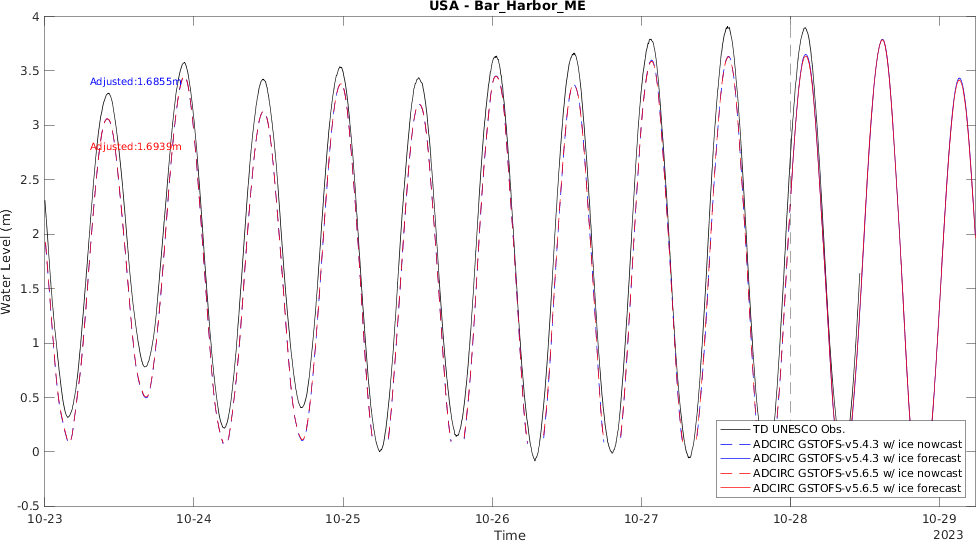 USA - Bar_Harbor_ME
4
3.5
3
2.5
2
1.5
1
0.5
0
-0.5
Water Level (m)
Adjusted:1.6855m
Adjusted:1.6939m
TD UNESCO Obs.
ADCIRC GSTOFS-v5.4.3 w/ ice nowcast
ADCIRC GSTOFS-v5.4.3 w/ ice forecast
ADCIRC GSTOFS-v5.6.5 w/ ice nowcast
ADCIRC GSTOFS-v5.6.5 w/ ice forecast
10-23 10-24 10-25 10-26 10-27 10-28 10-29
Time
2023